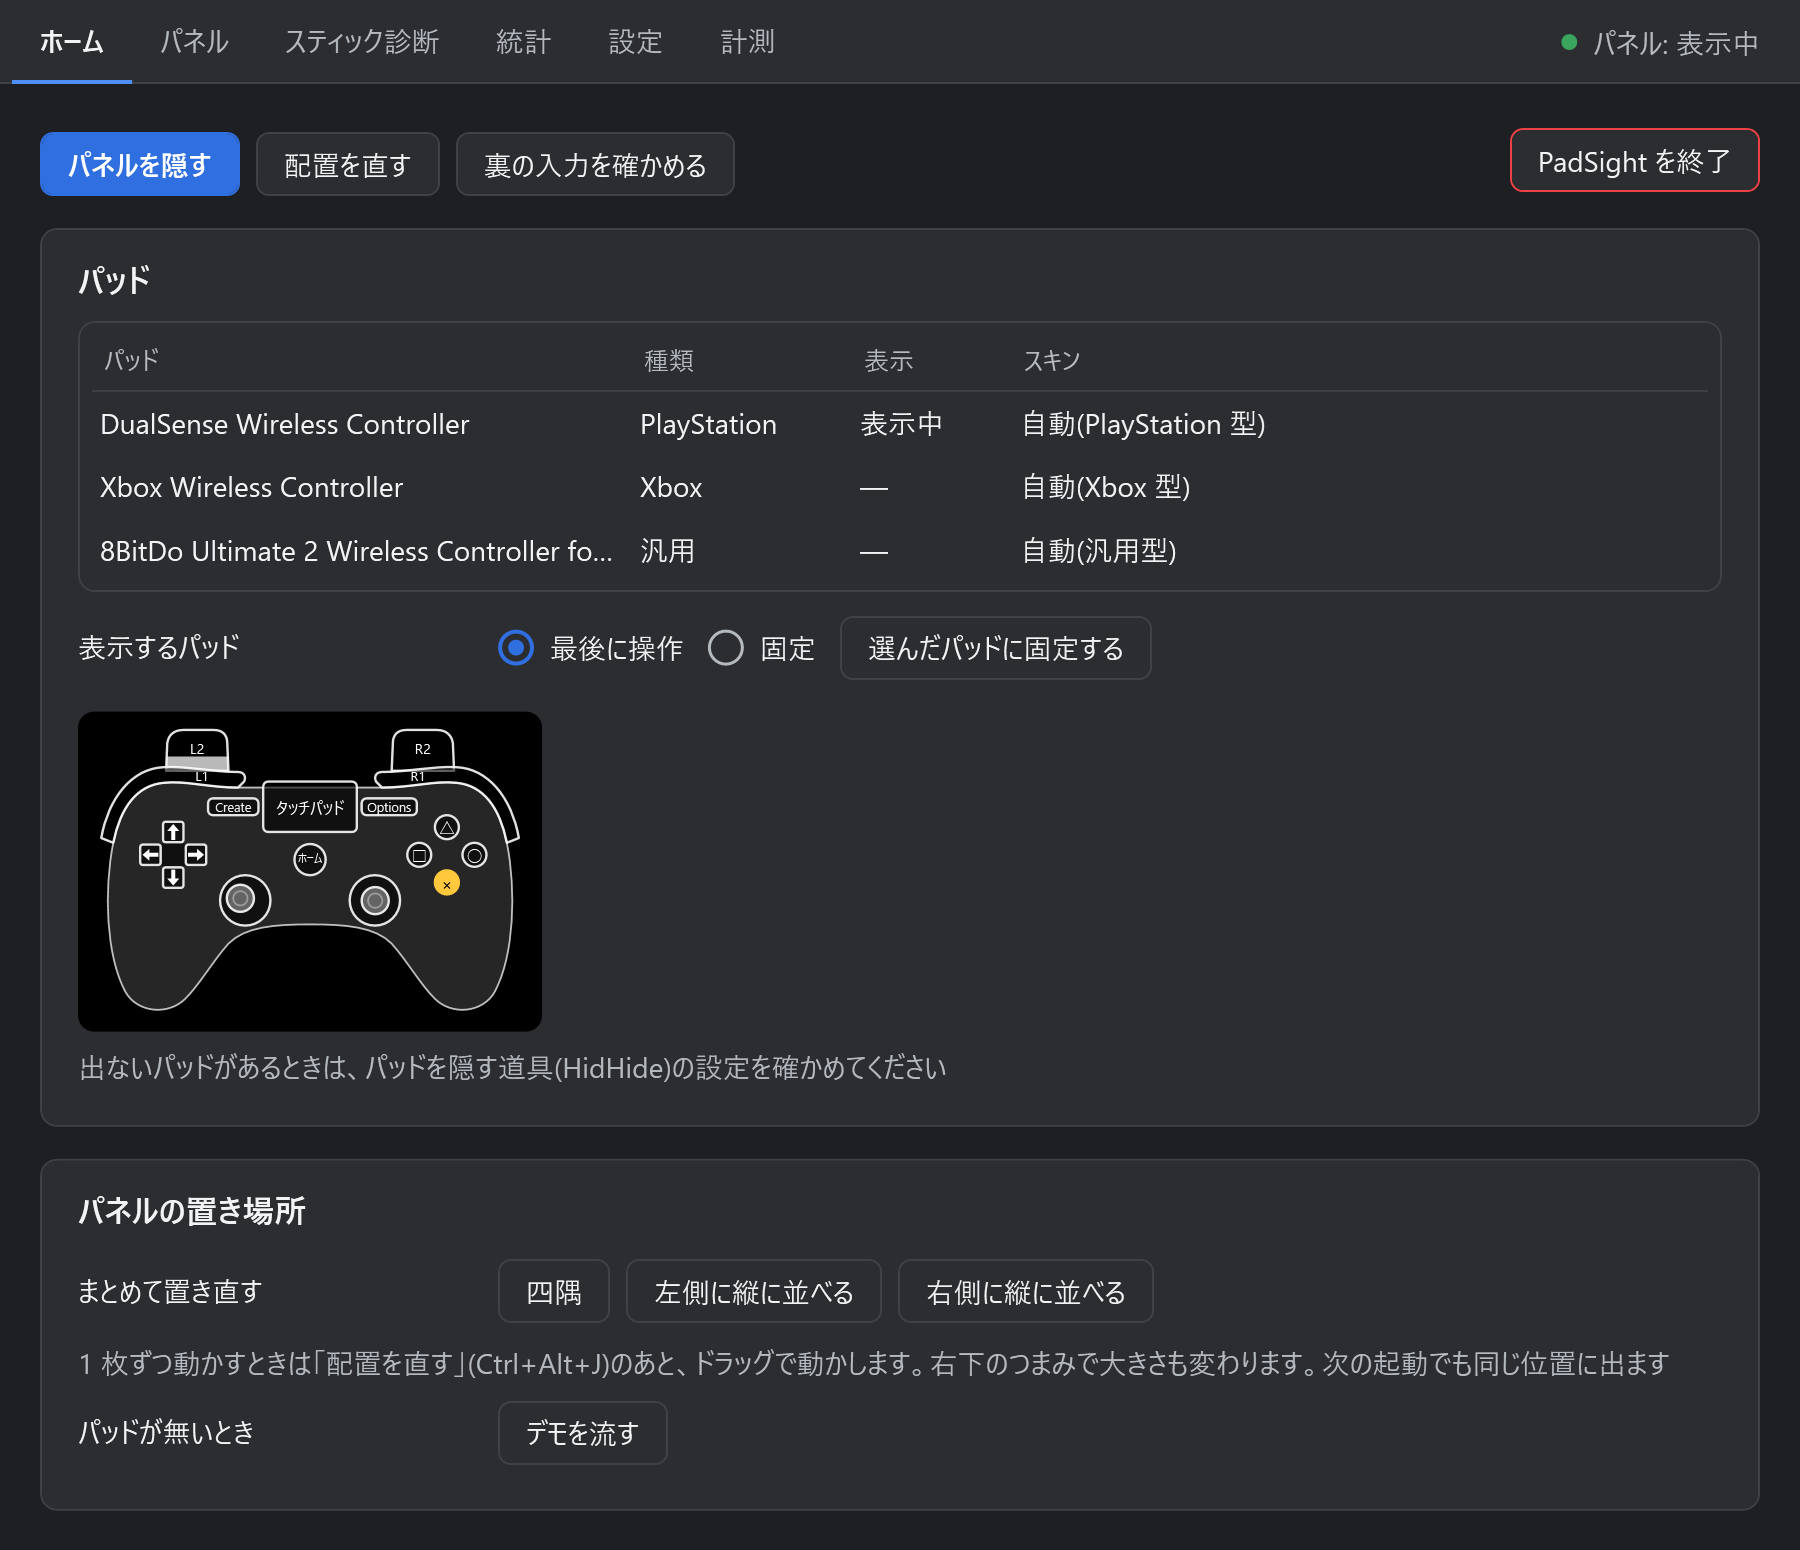 ホーム パネル スティック診断 統計 設定 計測 パネル: 表示中
パネルを隠す 配置を直す 裏の入力を確かめる PadSight を終了
パッド
パッド 種類 表示 スキン
DualSense Wireless Controller PlayStation 表示中 自動(PlayStation 型)
Xbox Wireless Controller Xbox — 自動(Xbox 型)
8BitDo Ultimate 2 Wireless Controller fo... 汎用 — 自動(汎用型)
表示するパッド 最後に操作 固定 選んだパッドに固定する
L2 R2
L1 R1
Create タッチパッド Options
△
ホーム □ ○
×
出ないパッドがあるときは、パッドを隠す道具(HidHide)の設定を確かめてください
パネルの置き場所
まとめて置き直す 四隅 左側に縦に並べる 右側に縦に並べる
1 枚ずつ動かすときは「配置を直す」(Ctrl+Alt+J)のあと、ドラッグで動かします。右下のつまみで大きさも変わります。次の起動でも同じ位置に出ます
パッドが無いとき デモを流す